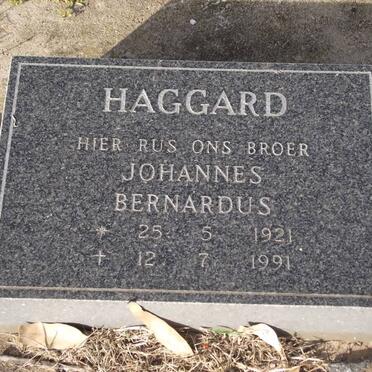 HAGGARD
HIER RUS ONS BROER
JOHANNES
BERNARDUS
* 25 5 1921
+ 12 7 1991